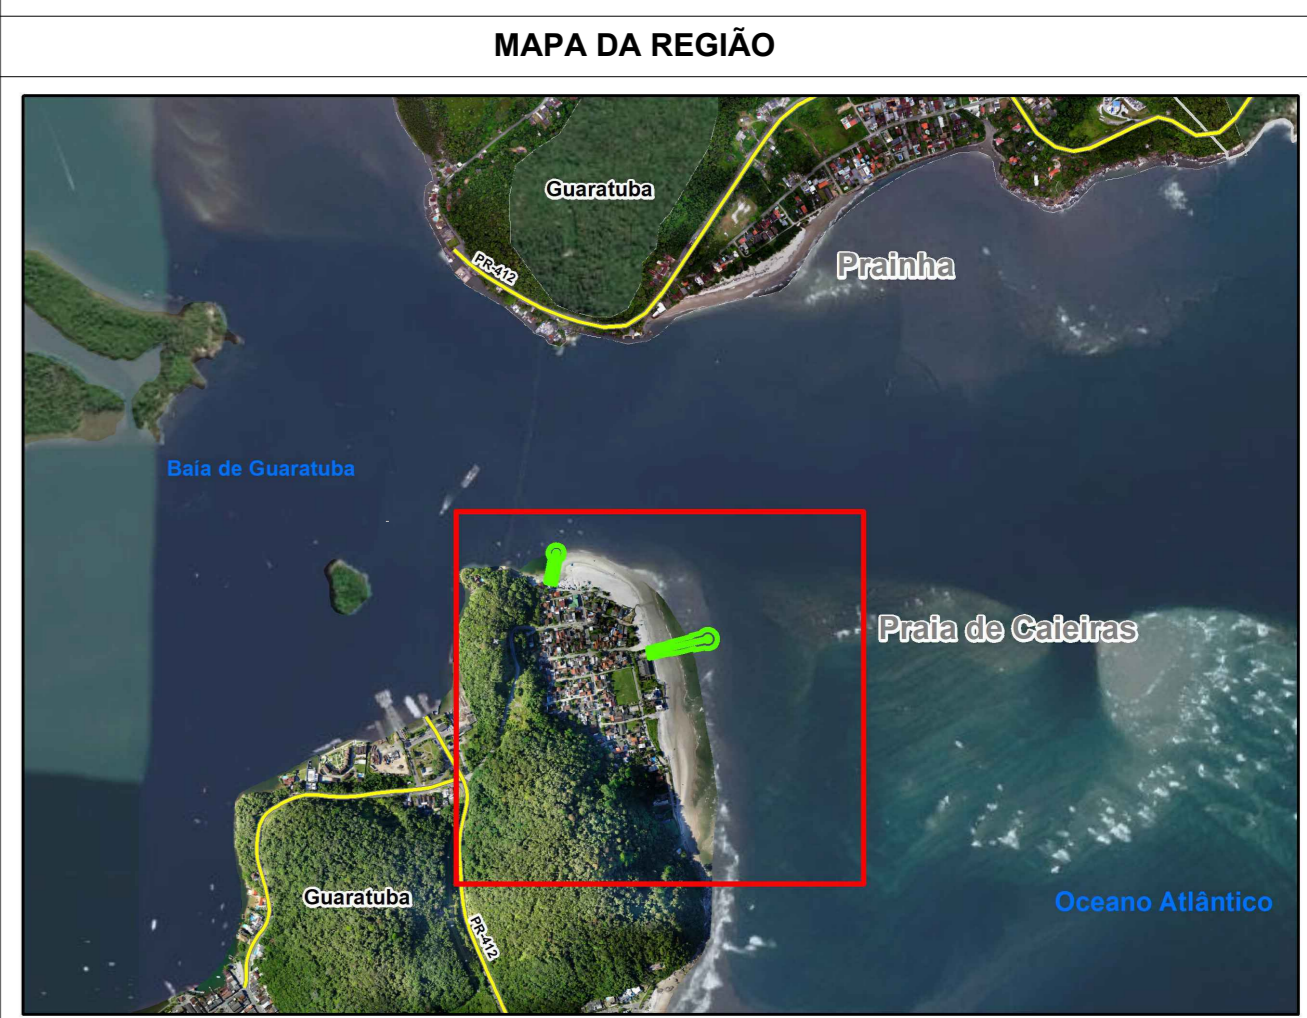 MAPA DA REGIÃO
Guaratuba
PR-412
Prainha
Baía de Guaratuba
Praia de Caieiras
Guaratuba
PR-412
Oceano Atlântico